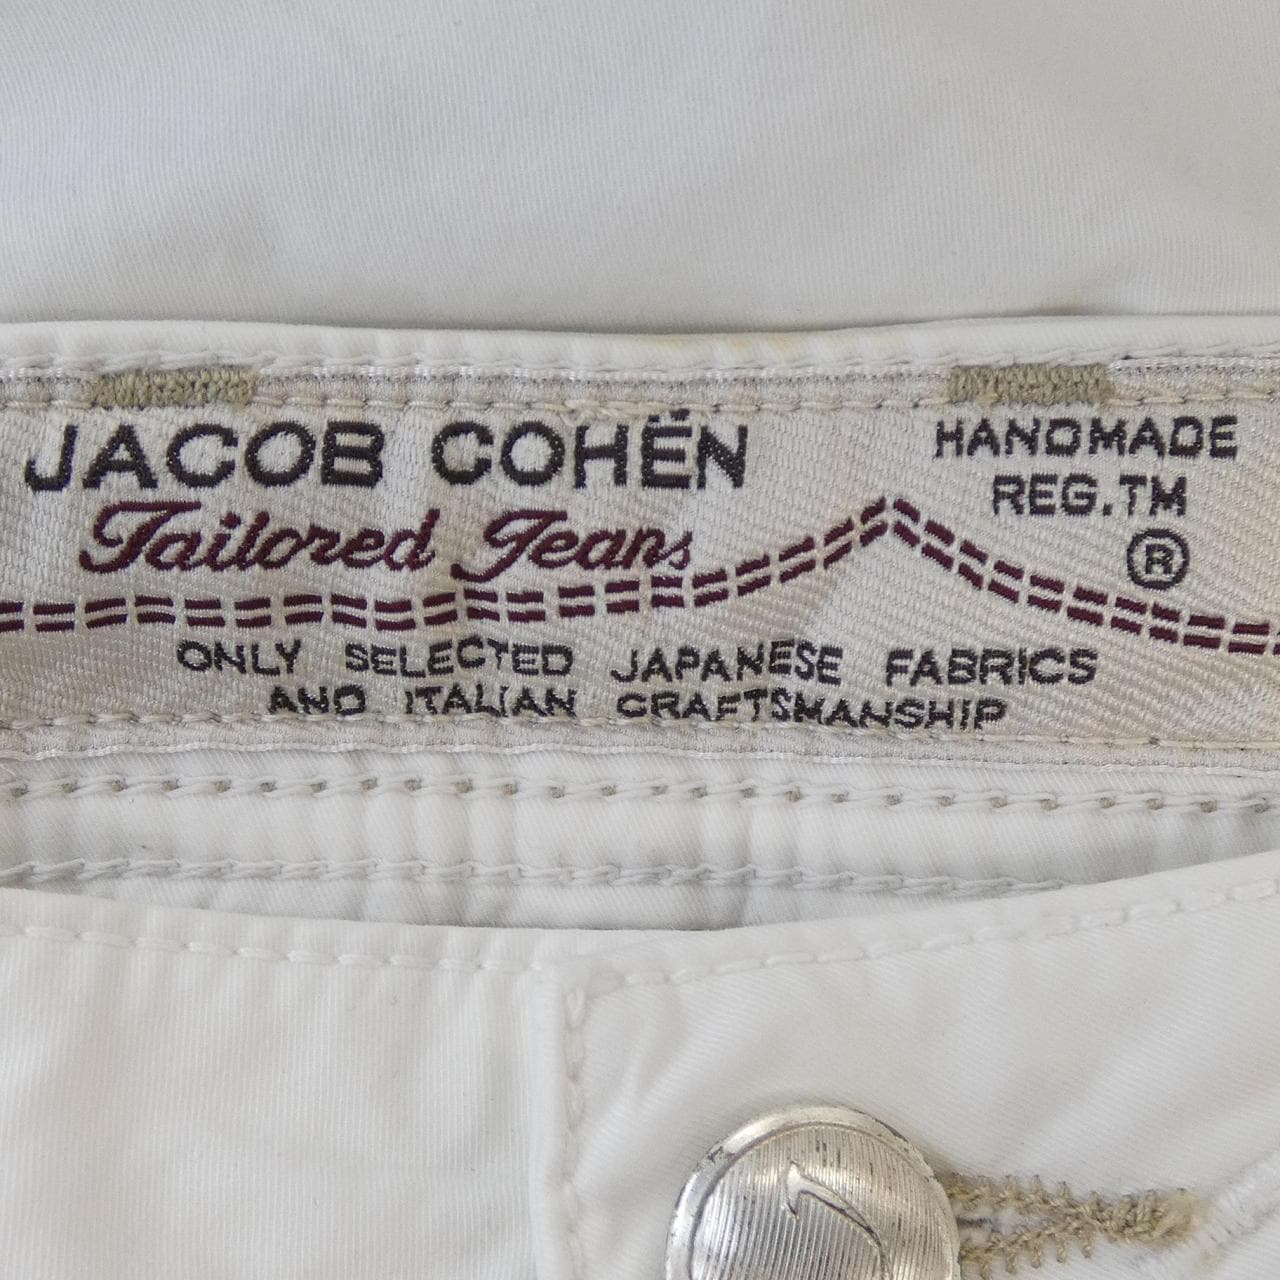 JACOB COHËN
Tailored Jeans
HANDMADE
REG.TM
®
ONLY SELECTED JAPANESE FABRICS
AND ITALIAN CRAFTSMANSHIP